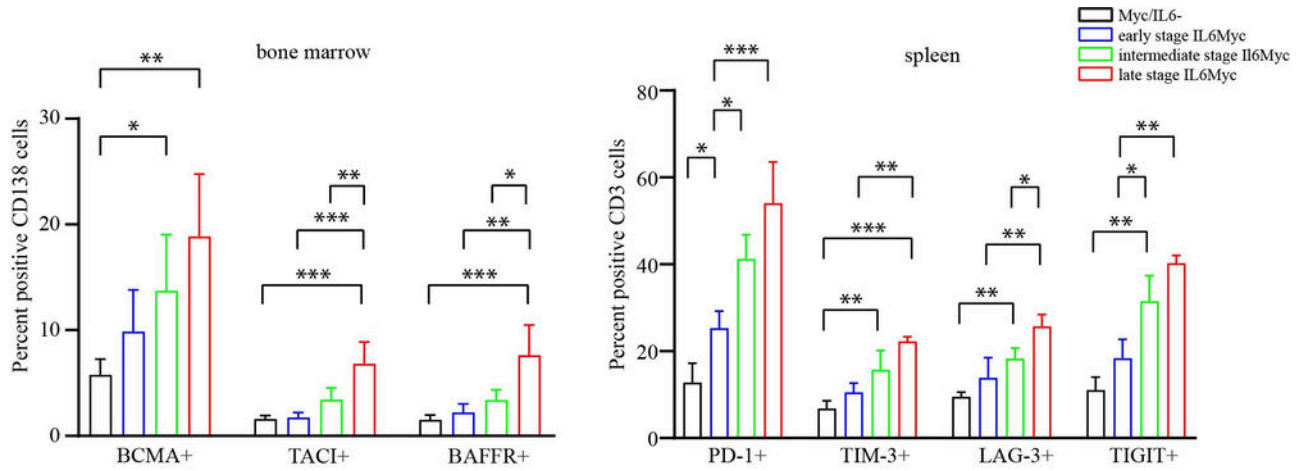 Myc/IL6-
early stage IL6Myc
intermediate stage Il6Myc
late stage IL6Myc
bone marrow
Percent positive CD138 cells
30
20
10
0
**
*
**
***
***
*
**
***
BCMA+ TACI+ BAFFR+
spleen
Percent positive CD3 cells
80
60
40
20
0
***
*
*
**
***
**
*
**
**
**
*
**
PD-1+ TIM-3+ LAG-3+ TIGIT+